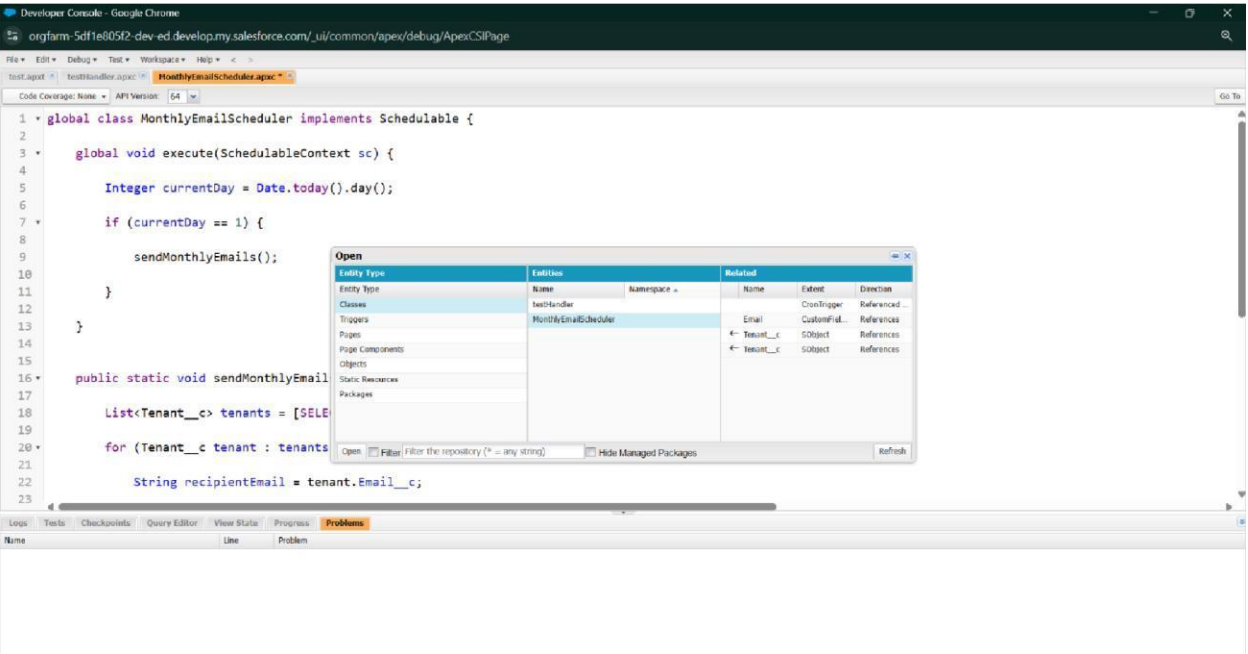 Developer Console - Google Chrome
orgfarm-5df1e805f2-dev-ed.develop.my.salesforce.com/_ui/common/apex/debug/ApexCSIPage
File Edit Debug Test Workspace Help < >
test.apxt testHandler.apxc MonthlyEmailScheduler.apxc *
Code Coverage: None API Version: 64 Go To
1 global class MonthlyEmailScheduler implements Schedulable {
2
3 global void execute(SchedulableContext sc) {
4
5 Integer currentDay = Date.today().day();
6
7 if (currentDay == 1) {
8
9 sendMonthlyEmails();
10
11 }
12
13 }
14
15
16 public static void sendMonthlyEmail
17
18 List<Tenant__c> tenants = [SELE
19
20 for (Tenant__c tenant : tenants
21
22 String recipientEmail = tenant.Email__c;
23
Open
Entity Type Entities Related
Entity Type Name Namespace Name Extent Direction
Classes testHandler CronTrigger Referenced ...
Triggers MonthlyEmailScheduler Email CustomFiel... References
Pages ← Tenant__c SObject References
Page Components ← Tenant__c SObject References
Objects
Static Resources
Packages
Open Filter Filter the repository (* = any string) Hide Managed Packages Refresh
Logs Tests Checkpoints Query Editor View State Progress Problems
Name Line Problem